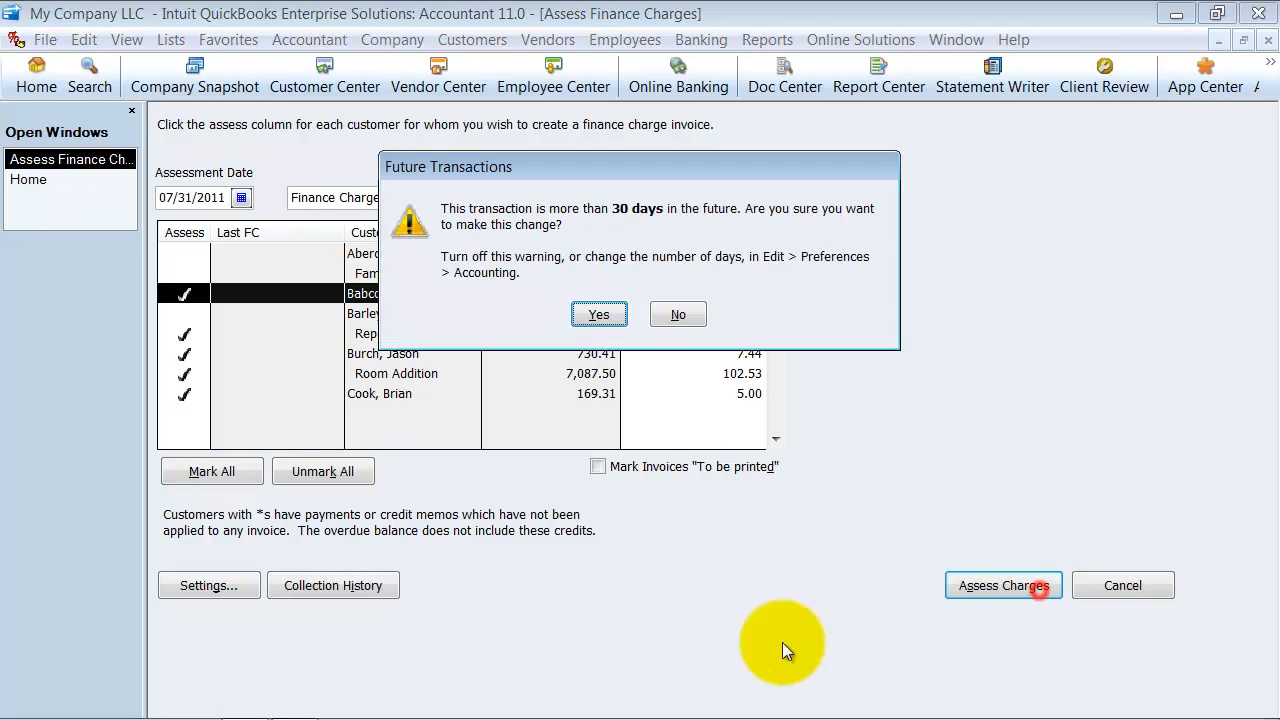 My Company LLC - Intuit QuickBooks Enterprise Solutions: Accountant 11.0 - [Assess Finance Charges]
File Edit View Lists Favorites Accountant Company Customers Vendors Employees Banking Reports Online Solutions Window Help
Home Search Company Snapshot Customer Center Vendor Center Employee Center Online Banking Doc Center Report Center Statement Writer Client Review App Center
Open Windows
Assess Finance Ch...
Home
Click the assess column for each customer for whom you wish to create a finance charge invoice.
Assessment Date
07/31/2011 Finance Charge
Future Transactions
This transaction is more than 30 days in the future. Are you sure you want
to make this change?
Turn off this warning, or change the number of days, in Edit > Preferences
> Accounting.
Yes No
Assess Last FC Custo
Aberc
Fam
Babco
Barley
Rep
Burch, Jason 730.41 7.44
Room Addition 7,087.50 102.53
Cook, Brian 169.31 5.00
Mark All Unmark All Mark Invoices "To be printed"
Customers with *s have payments or credit memos which have not been
applied to any invoice. The overdue balance does not include these credits.
Settings... Collection History Assess Charges Cancel